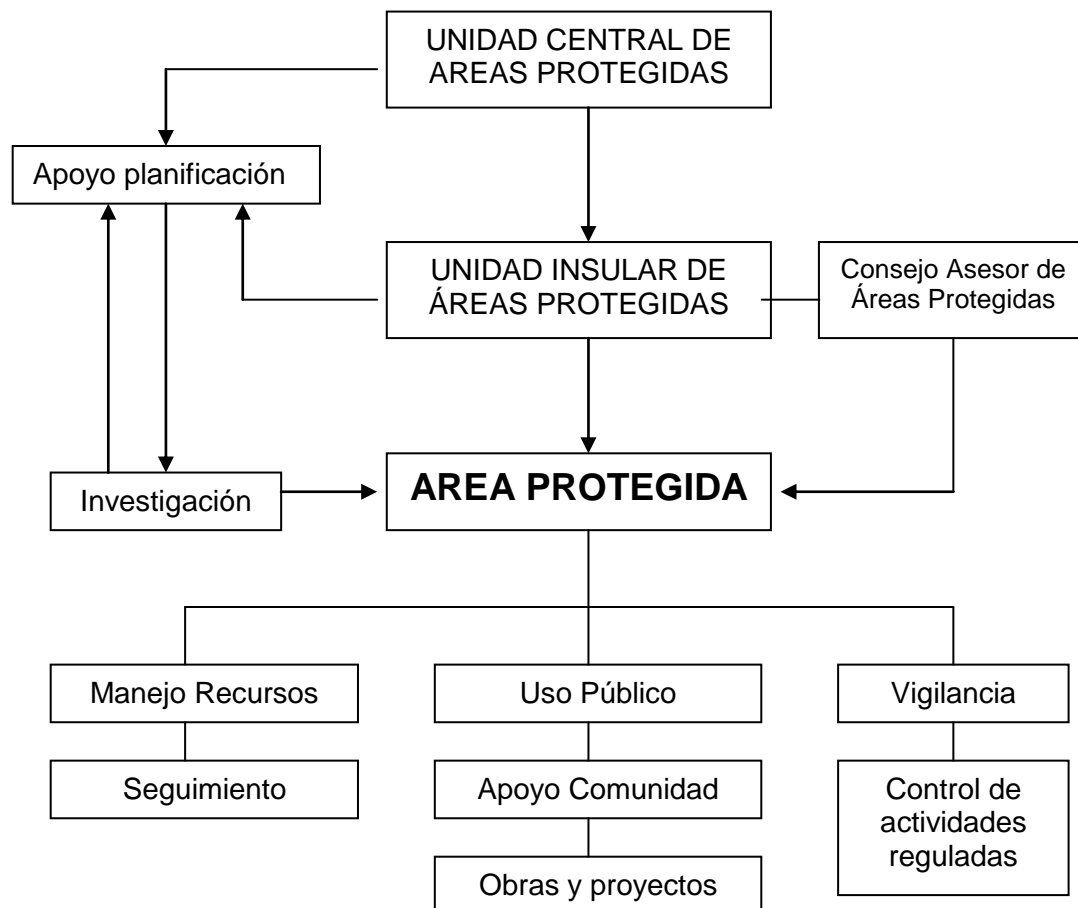 UNIDAD CENTRAL DE
AREAS PROTEGIDAS
Apoyo planificación
UNIDAD INSULAR DE
ÁREAS PROTEGIDAS
Consejo Asesor de
Áreas Protegidas
Investigación
AREA PROTEGIDA
Manejo Recursos
Uso Público
Vigilancia
Seguimiento
Apoyo Comunidad
Control de
actividades
reguladas
Obras y proyectos